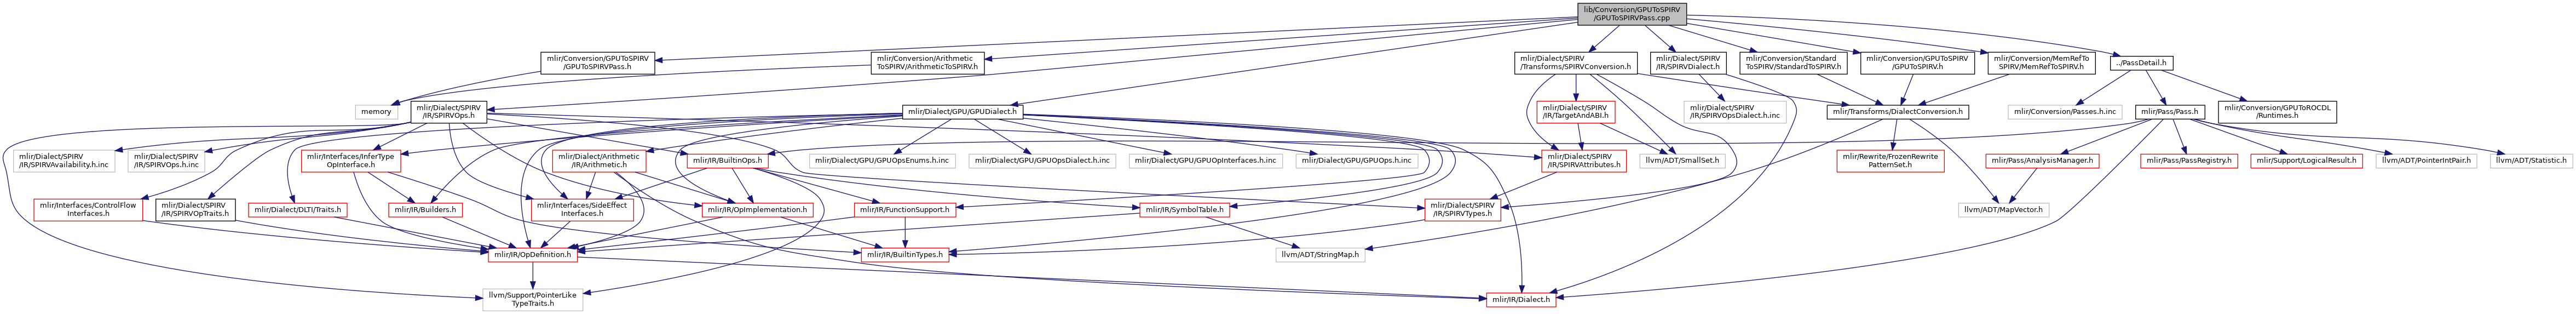 lib/Conversion/GPUToSPIRV
/GPUToSPIRVPass.cpp
mlir/Conversion/GPUToSPIRV
/GPUToSPIRVPass.h
mlir/Conversion/Arithmetic
ToSPIRV/ArithmeticToSPIRV.h
mlir/Dialect/SPIRV
/Transforms/SPIRVConversion.h
mlir/Dialect/SPIRV
/IR/SPIRVDialect.h
mlir/Conversion/Standard
ToSPIRV/StandardToSPIRV.h
mlir/Conversion/GPUToSPIRV
/GPUToSPIRV.h
mlir/Conversion/MemRefTo
SPIRV/MemRefToSPIRV.h
../PassDetail.h
memory
mlir/Dialect/SPIRV
/IR/SPIRVOps.h
mlir/Dialect/GPU/GPUDialect.h
mlir/Dialect/SPIRV
/IR/TargetAndABI.h
mlir/Dialect/SPIRV
/IR/SPIRVOpsDialect.h.inc
mlir/Transforms/DialectConversion.h
mlir/Conversion/Passes.h.inc
mlir/Pass/Pass.h
mlir/Conversion/GPUToROCDL
/Runtimes.h
mlir/Dialect/SPIRV
/IR/SPIRVAvailability.h.inc
mlir/Dialect/SPIRV
/IR/SPIRVOps.h.inc
mlir/Interfaces/InferType
OpInterface.h
mlir/Dialect/Arithmetic
/IR/Arithmetic.h
mlir/IR/BuiltinOps.h
mlir/Dialect/GPU/GPUOpsEnums.h.inc
mlir/Dialect/GPU/GPUOpsDialect.h.inc
mlir/Dialect/GPU/GPUOpInterfaces.h.inc
mlir/Dialect/GPU/GPUOps.h.inc
mlir/Dialect/SPIRV
/IR/SPIRVAttributes.h
llvm/ADT/SmallSet.h
mlir/Rewrite/FrozenRewrite
PatternSet.h
mlir/Pass/AnalysisManager.h
mlir/Pass/PassRegistry.h
mlir/Support/LogicalResult.h
llvm/ADT/PointerIntPair.h
llvm/ADT/Statistic.h
mlir/Interfaces/ControlFlow
Interfaces.h
mlir/Dialect/SPIRV
/IR/SPIRVOpTraits.h
mlir/Dialect/DLTI/Traits.h
mlir/IR/Builders.h
mlir/Interfaces/SideEffect
Interfaces.h
mlir/IR/OpImplementation.h
mlir/IR/FunctionSupport.h
mlir/IR/SymbolTable.h
mlir/Dialect/SPIRV
/IR/SPIRVTypes.h
llvm/ADT/MapVector.h
mlir/IR/OpDefinition.h
mlir/IR/BuiltinTypes.h
llvm/ADT/StringMap.h
llvm/Support/PointerLike
TypeTraits.h
mlir/IR/Dialect.h